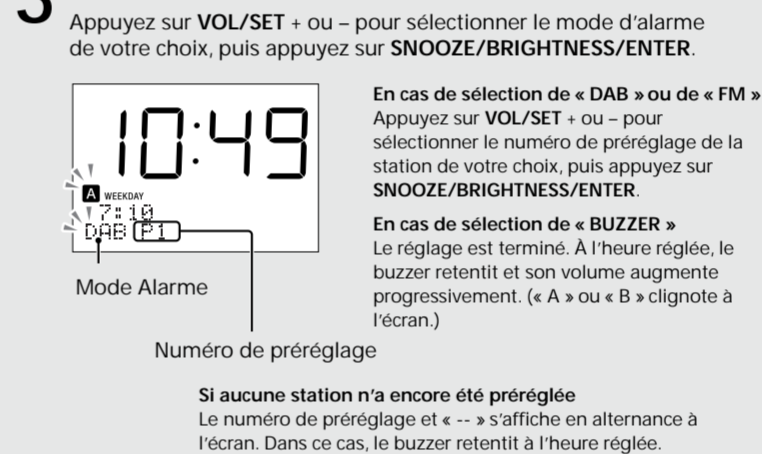 Appuyez sur VOL/SET + ou – pour sélectionner le mode d’alarme
de votre choix, puis appuyez sur SNOOZE/BRIGHTNESS/ENTER.
10:49
A WEEKDAY
7:10
DAB P1
Mode Alarme
Numéro de préréglage
En cas de sélection de « DAB » ou de « FM »
Appuyez sur VOL/SET + ou – pour
sélectionner le numéro de préréglage de la
station de votre choix, puis appuyez sur
SNOOZE/BRIGHTNESS/ENTER.
En cas de sélection de « BUZZER »
Le réglage est terminé. À l’heure réglée, le
buzzer retentit et son volume augmente
progressivement. (« A » ou « B » clignote à
l’écran.)
Si aucune station n’a encore été préréglée
Le numéro de préréglage et « -- » s’affiche en alternance à
l’écran. Dans ce cas, le buzzer retentit à l’heure réglée.